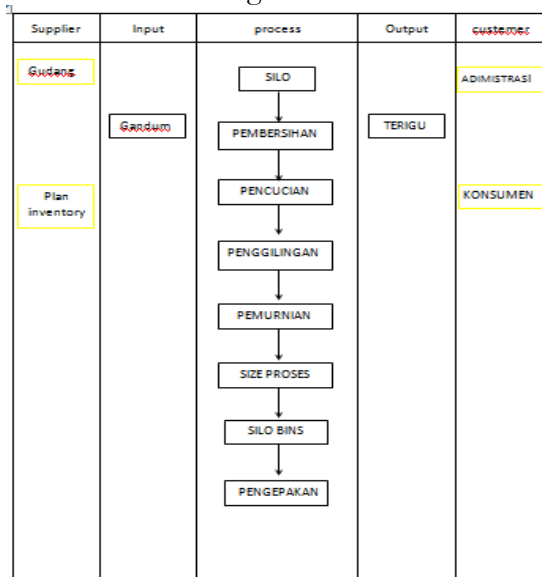 Supplier
Input
process
Output
custemer
Gudang
SILO
ADIMISTRASI
Gandum
PEMBERSIHAN
TERIGU
Plan
inventory
PENCUCIAN
KONSUMEN
PENGGILINGAN
PEMURNIAN
SIZE PROSES
SILO BINS
PENGEPAKAN